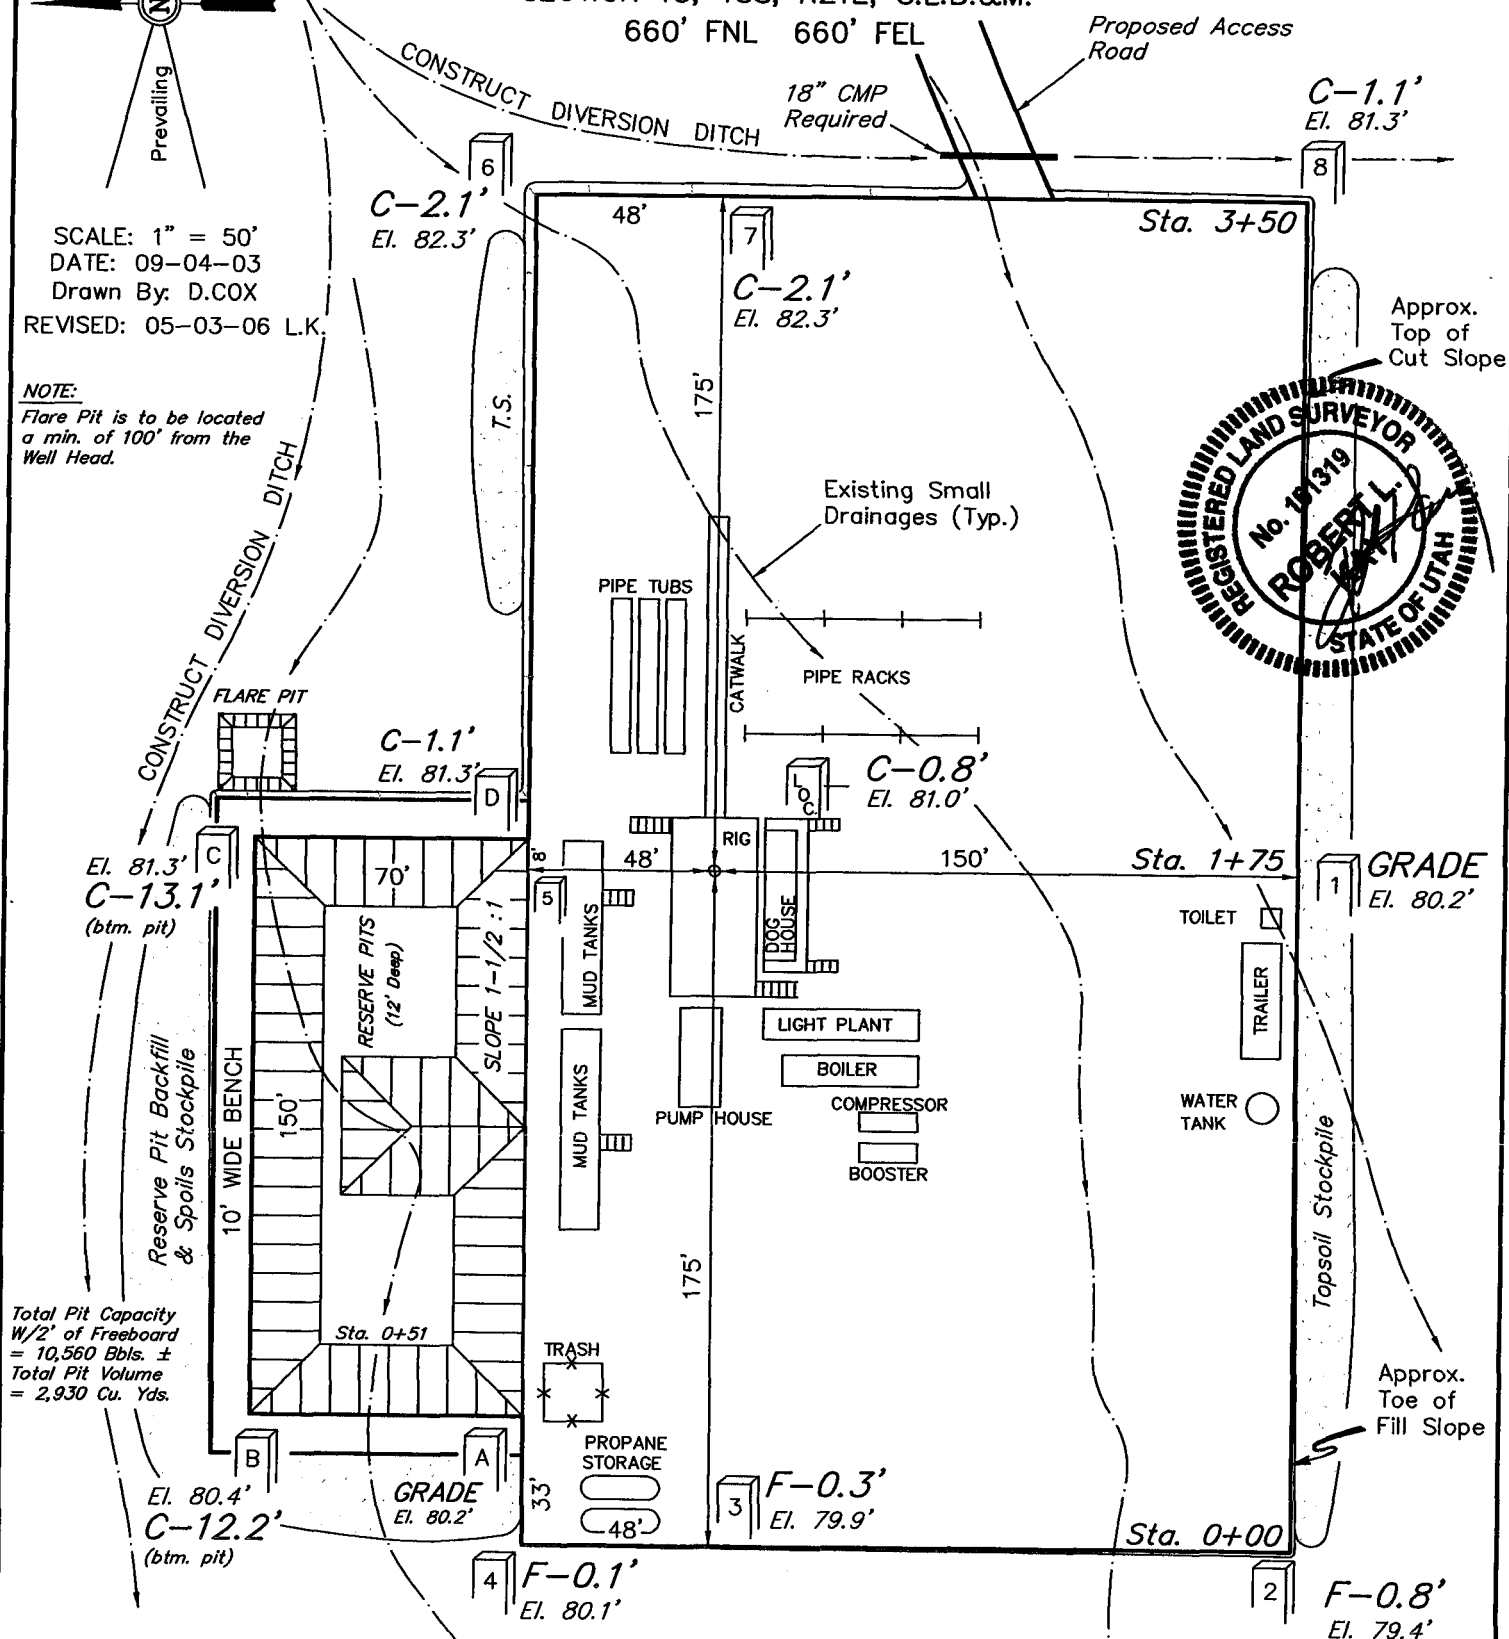 660' FNL 660' FEL
N
Prevailing
CONSTRUCT DIVERSION DITCH
18" CMP
Required
Proposed Access
Road
C-1.1'
El. 81.3'
8
6
C-2.1'
El. 82.3'
48'
7
C-2.1'
El. 82.3'
Sta. 3+50
SCALE: 1" = 50'
DATE: 09-04-03
Drawn By: D.COX
REVISED: 05-03-06 L.K.
NOTE:
Flare Pit is to be located
a min. of 100' from the
Well Head.
T.S.
175'
Approx.
Top of
Cut Slope
REGISTERED LAND SURVEYOR
No. 161319
ROBERT L.
STATE OF UTAH
Existing Small
Drainages (Typ.)
CONSTRUCT DIVERSION DITCH
PIPE TUBS
CATWALK
PIPE RACKS
FLARE PIT
C-1.1'
El. 81.3'
D
LOC.
C-0.8'
El. 81.0'
C
El. 81.3'
C-13.1'
(btm. pit)
70'
8'
48'
RIG
150'
Sta. 1+75
1
GRADE
El. 80.2'
5
MUD TANKS
DOG
HOUSE
TOILET
TRAILER
RESERVE PITS
(12' Deep)
SLOPE 1-1/2 :1
LIGHT PLANT
BOILER
COMPRESSOR
BOOSTER
PUMP HOUSE
MUD TANKS
WATER
TANK
Reserve Pit Backfill
& Spoils Stockpile
10' WIDE BENCH
150'
175'
Topsoil Stockpile
Total Pit Capacity
W/2' of Freeboard
= 10,560 Bbls. ±
Total Pit Volume
= 2,930 Cu. Yds.
Sta. 0+51
TRASH
Approx.
Toe of
Fill Slope
B
A
PROPANE
STORAGE
El. 80.4'
C-12.2'
(btm. pit)
GRADE
El. 80.2'
33'
48'
3
F-0.3'
El. 79.9'
Sta. 0+00
4
F-0.1'
El. 80.1'
2
F-0.8'
El. 79.4'